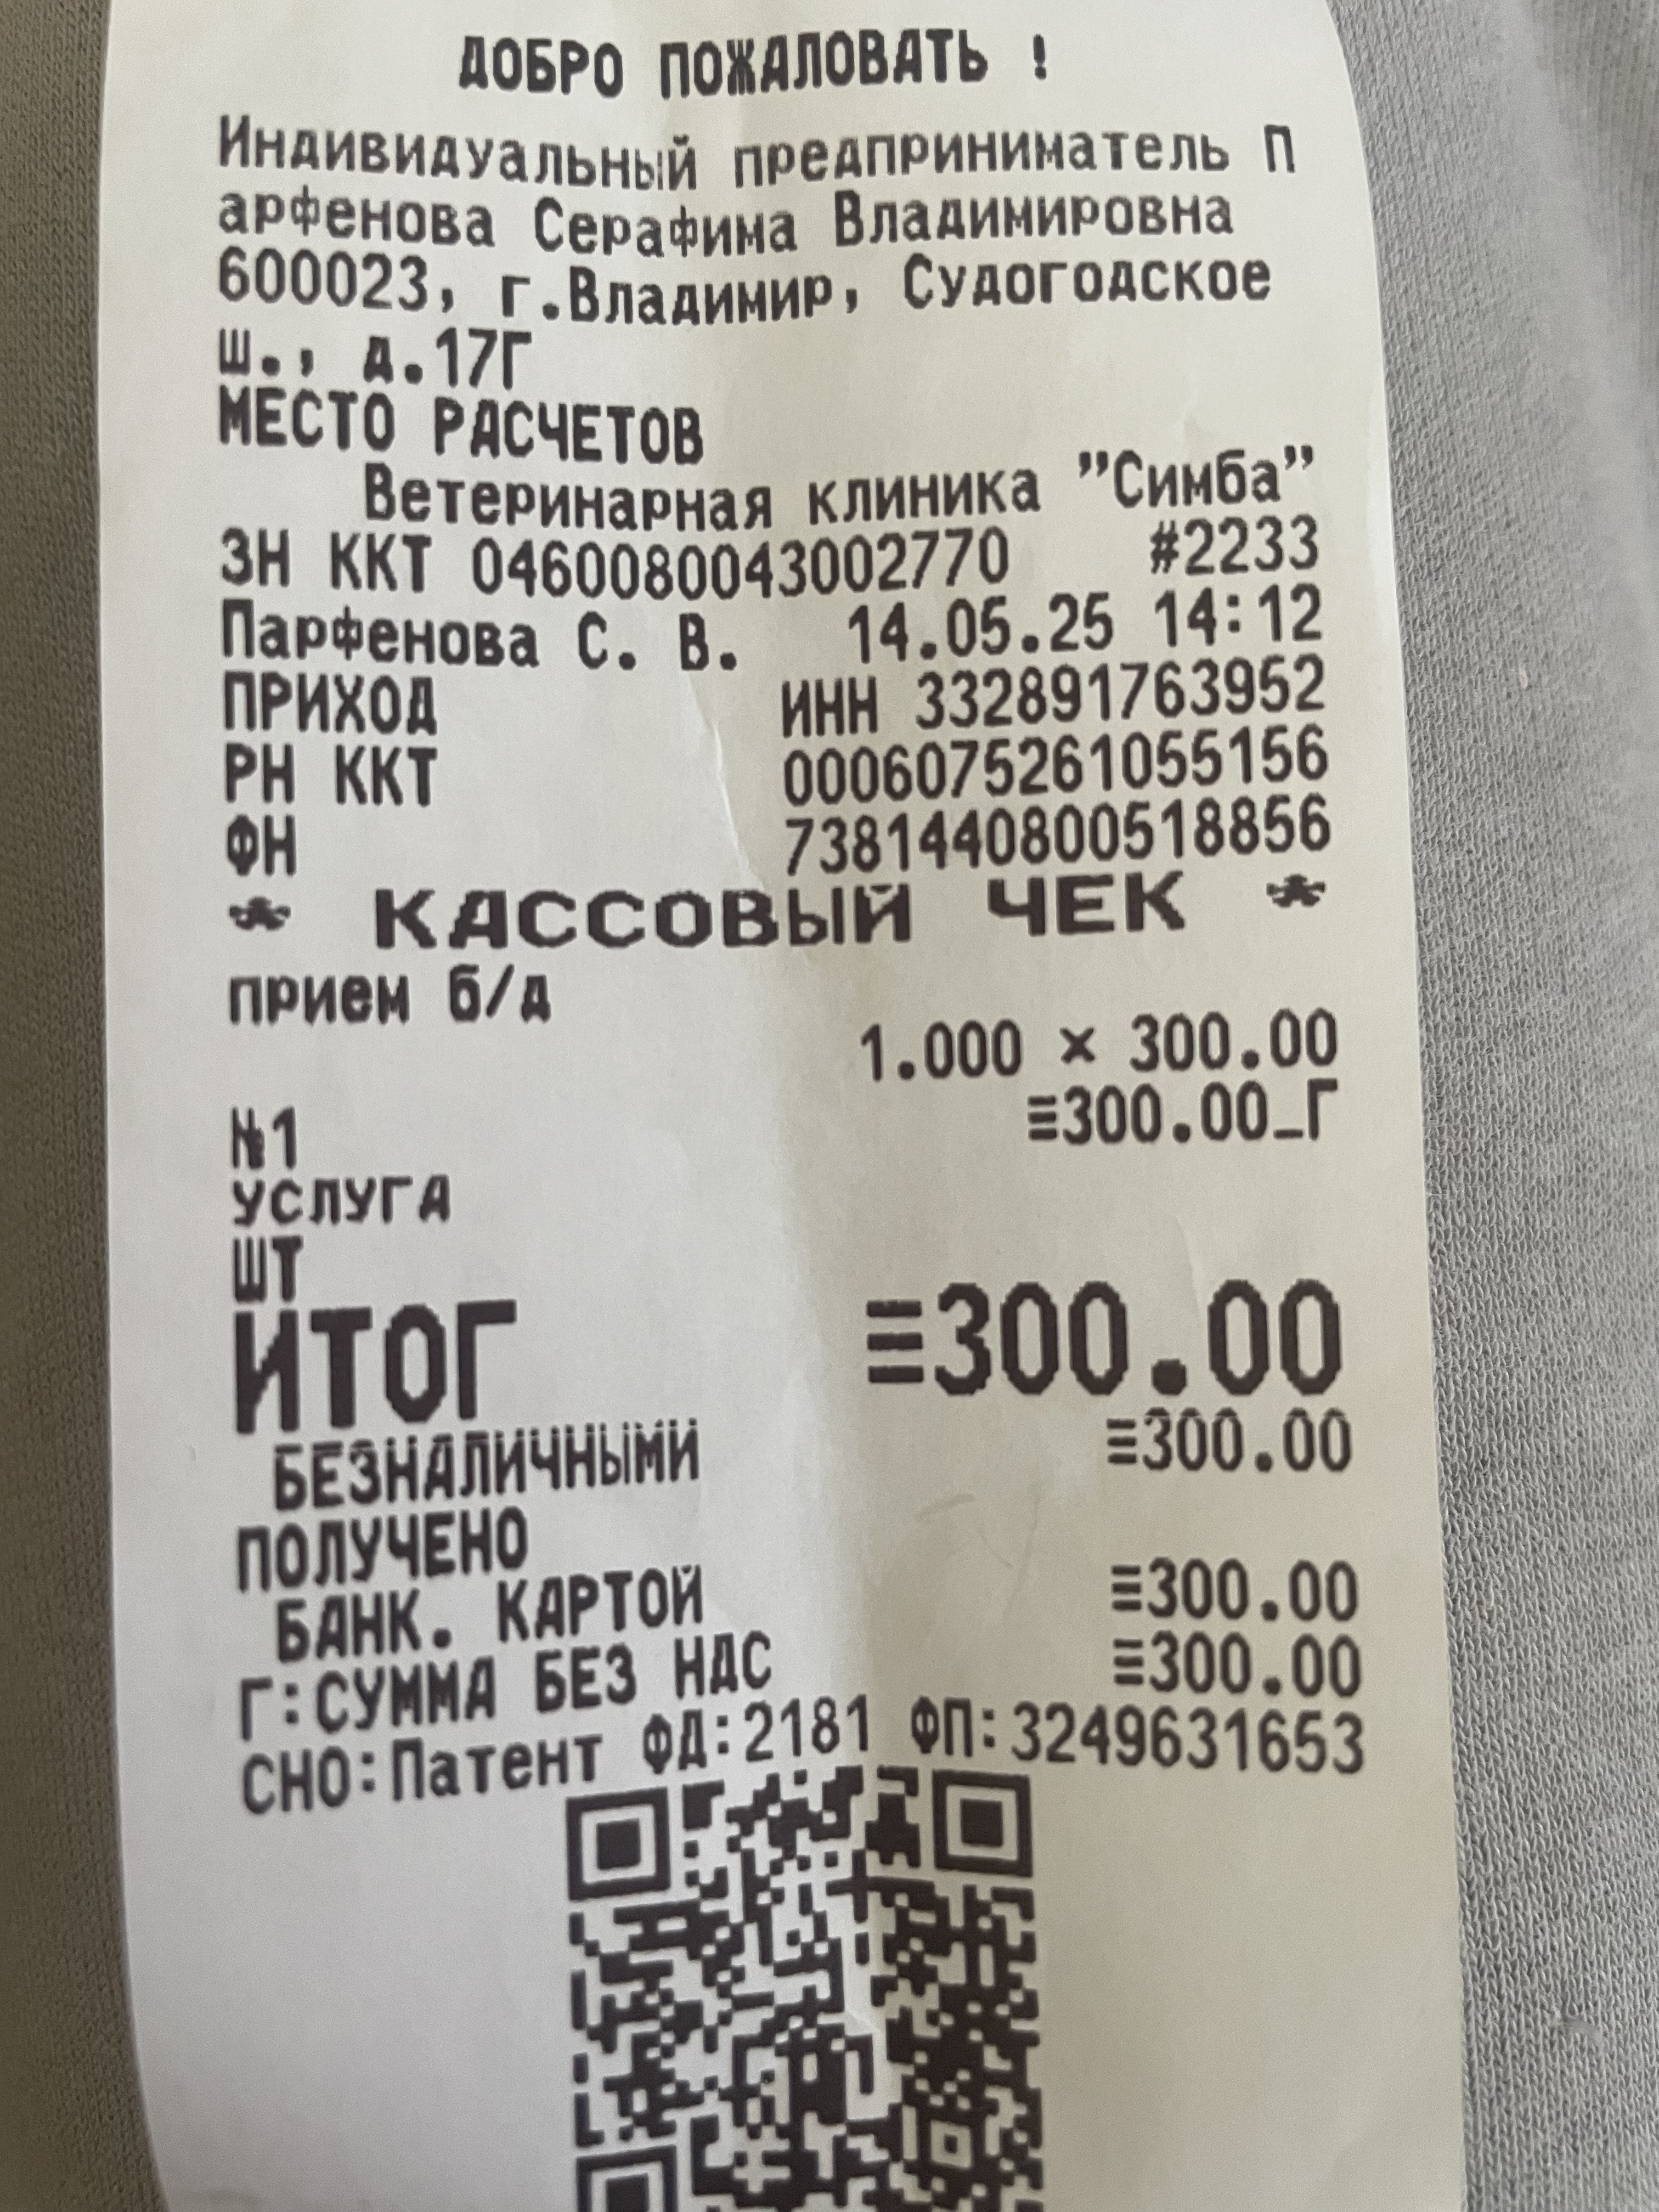 ДОБРО ПОЖАЛОВАТЬ !
Индивидуальный предприниматель П
арфенова Серафима Владимировна
600023, г.Владимир, Судогодское
ш., д.17Г
МЕСТО РАСЧЕТОВ
Ветеринарная клиника "Симба"
ЗН ККТ 0460080043002770 #2233
Парфенова С. В. 14.05.25 14:12
ПРИХОД ИНН 332891763952
РН ККТ 0006075261055156
ФН 7381440800518856
* КАССОВЫЙ ЧЕК *
прием б/д
1.000 × 300.00
≡300.00_Г
№1
УСЛУГА
ШТ
ИТОГ ≡300.00
БЕЗНАЛИЧНЫМИ ≡300.00
ПОЛУЧЕНО
БАНК. КАРТОЙ ≡300.00
Г:СУММА БЕЗ НДС ≡300.00
СНО:Патент ФД:2181 ФП:3249631653